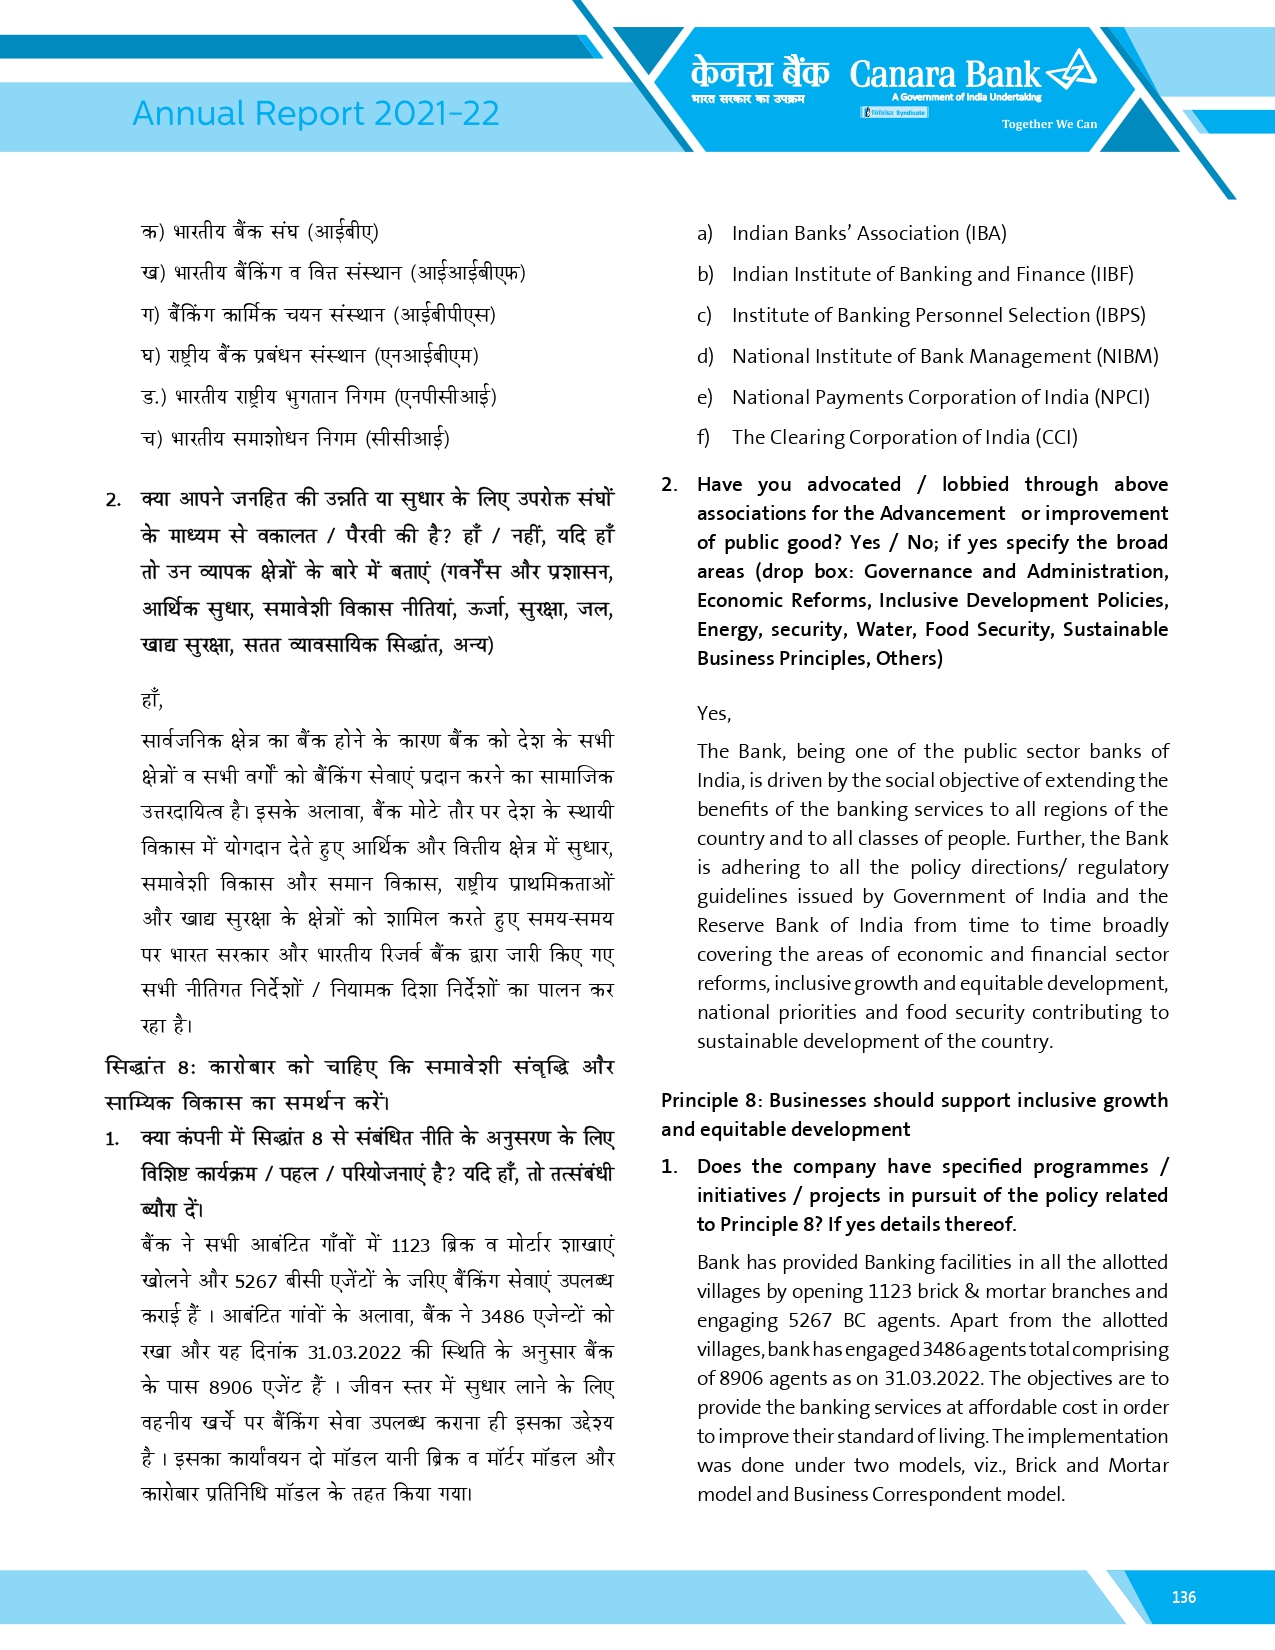 Annual Report 2021-22
केनरा बैंक Canara Bank
भारत सरकार का उपक्रम A Government of India Undertaking
Syndicate
Together We Can
क) भारतीय बैंक संघ (आईबीए)
ख) भारतीय बैंकिंग व वित्त संस्थान (आईआईबीएफ)
ग) बैंकिंग कार्मिक चयन संस्थान (आईबीपीएस)
घ) राष्ट्रीय बैंक प्रबंधन संस्थान (एनआईबीएम)
ड.) भारतीय राष्ट्रीय भुगतान निगम (एनपीसीआई)
च) भारतीय समाशोधन निगम (सीसीआई)
2. क्या आपने जनहित की उन्नति या सुधार के लिए उपरोक्त संघों
के माध्यम से वकालत / पैरवी की है? हाँ / नहीं, यदि हाँ
तो उन व्यापक क्षेत्रों के बारे में बताएं (गवर्नेंस और प्रशासन,
आर्थिक सुधार, समावेशी विकास नीतियां, ऊर्जा, सुरक्षा, जल,
खाद्य सुरक्षा, सतत व्यावसायिक सिद्धांत, अन्य)
हाँ,
सार्वजनिक क्षेत्र का बैंक होने के कारण बैंक को देश के सभी
क्षेत्रों व सभी वर्गों को बैंकिंग सेवाएं प्रदान करने का सामाजिक
उत्तरदायित्व है। इसके अलावा, बैंक मोटे तौर पर देश के स्थायी
विकास में योगदान देते हुए आर्थिक और वित्तीय क्षेत्र में सुधार,
समावेशी विकास और समान विकास, राष्ट्रीय प्राथमिकताओं
और खाद्य सुरक्षा के क्षेत्रों को शामिल करते हुए समय-समय
पर भारत सरकार और भारतीय रिजर्व बैंक द्वारा जारी किए गए
सभी नीतिगत निर्देशों / नियामक दिशा निर्देशों का पालन कर
रहा है।
सिद्धांत 8: कारोबार को चाहिए कि समावेशी संवृद्धि और
साम्यिक विकास का समर्थन करें।
1. क्या कंपनी में सिद्धांत 8 से संबंधित नीति के अनुसरण के लिए
विशिष्ट कार्यक्रम / पहल / परियोजनाएं है? यदि हाँ, तो तत्संबंधी
ब्यौरा दें।
बैंक ने सभी आबंटित गाँवों में 1123 ब्रिक व मोर्टार शाखाएं
खोलने और 5267 बीसी एजेंटों के जरिए बैंकिंग सेवाएं उपलब्ध
कराई हैं । आबंटित गांवों के अलावा, बैंक ने 3486 एजेन्टों को
रखा और यह दिनांक 31.03.2022 की स्थिति के अनुसार बैंक
के पास 8906 एजेंट हैं । जीवन स्तर में सुधार लाने के लिए
वहनीय खर्चे पर बैंकिंग सेवा उपलब्ध कराना ही इसका उद्देश्य
है । इसका कार्यांवयन दो मॉडल यानी ब्रिक व मॉर्टर मॉडल और
कारोबार प्रतिनिधि मॉडल के तहत किया गया।
a) Indian Banks’ Association (IBA)
b) Indian Institute of Banking and Finance (IIBF)
c) Institute of Banking Personnel Selection (IBPS)
d) National Institute of Bank Management (NIBM)
e) National Payments Corporation of India (NPCI)
f) The Clearing Corporation of India (CCI)
2. Have you advocated / lobbied through above
associations for the Advancement or improvement
of public good? Yes / No; if yes specify the broad
areas (drop box: Governance and Administration,
Economic Reforms, Inclusive Development Policies,
Energy, security, Water, Food Security, Sustainable
Business Principles, Others)
Yes,
The Bank, being one of the public sector banks of
India, is driven by the social objective of extending the
benefits of the banking services to all regions of the
country and to all classes of people. Further, the Bank
is adhering to all the policy directions/ regulatory
guidelines issued by Government of India and the
Reserve Bank of India from time to time broadly
covering the areas of economic and financial sector
reforms, inclusive growth and equitable development,
national priorities and food security contributing to
sustainable development of the country.
Principle 8: Businesses should support inclusive growth
and equitable development
1. Does the company have specified programmes /
initiatives / projects in pursuit of the policy related
to Principle 8? If yes details thereof.
Bank has provided Banking facilities in all the allotted
villages by opening 1123 brick & mortar branches and
engaging 5267 BC agents. Apart from the allotted
villages, bank has engaged 3486 agents total comprising
of 8906 agents as on 31.03.2022. The objectives are to
provide the banking services at affordable cost in order
to improve their standard of living. The implementation
was done under two models, viz., Brick and Mortar
model and Business Correspondent model.
136